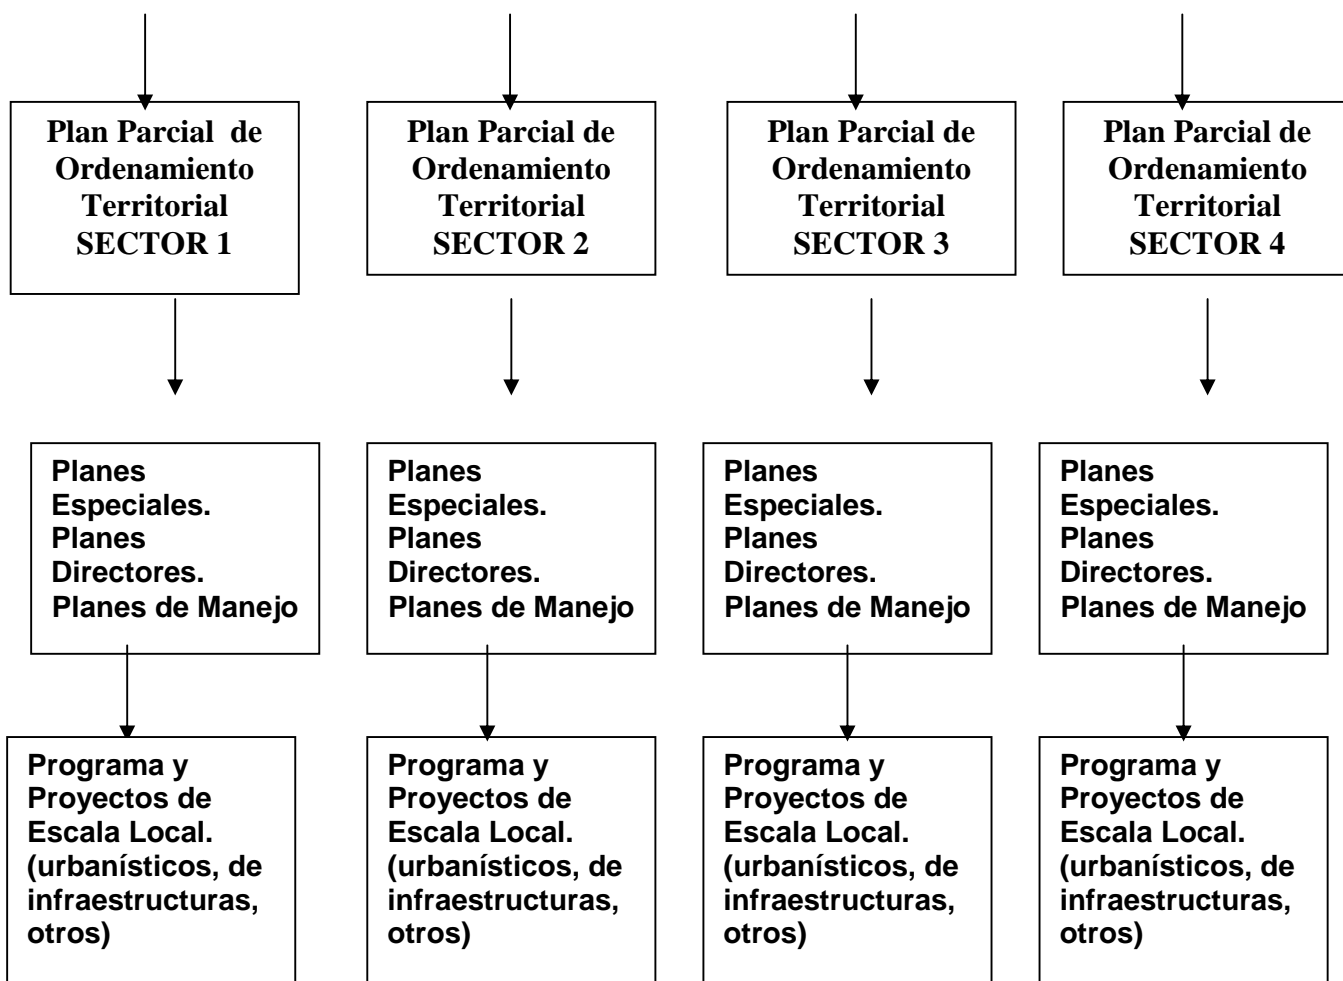 Plan Parcial de
Ordenamiento
Territorial
SECTOR 1
Plan Parcial de
Ordenamiento
Territorial
SECTOR 2
Plan Parcial de
Ordenamiento
Territorial
SECTOR 3
Plan Parcial de
Ordenamiento
Territorial
SECTOR 4
Planes
Especiales.
Planes
Directores.
Planes de Manejo
Planes
Especiales.
Planes
Directores.
Planes de Manejo
Planes
Especiales.
Planes
Directores.
Planes de Manejo
Planes
Especiales.
Planes
Directores.
Planes de Manejo
Programa y
Proyectos de
Escala Local.
(urbanísticos, de
infraestructuras,
otros)
Programa y
Proyectos de
Escala Local.
(urbanísticos, de
infraestructuras,
otros)
Programa y
Proyectos de
Escala Local.
(urbanísticos, de
infraestructuras,
otros)
Programa y
Proyectos de
Escala Local.
(urbanísticos, de
infraestructuras,
otros)